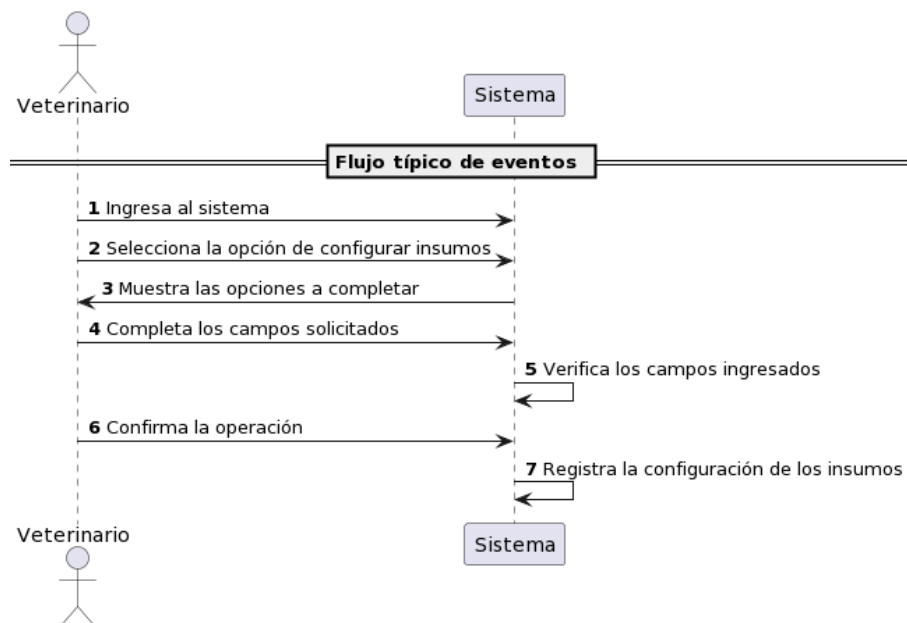 Veterinario
Sistema
Flujo típico de eventos
1 Ingresa al sistema
2 Selecciona la opción de configurar insumos
3 Muestra las opciones a completar
4 Completa los campos solicitados
5 Verifica los campos ingresados
6 Confirma la operación
7 Registra la configuración de los insumos
Veterinario
Sistema